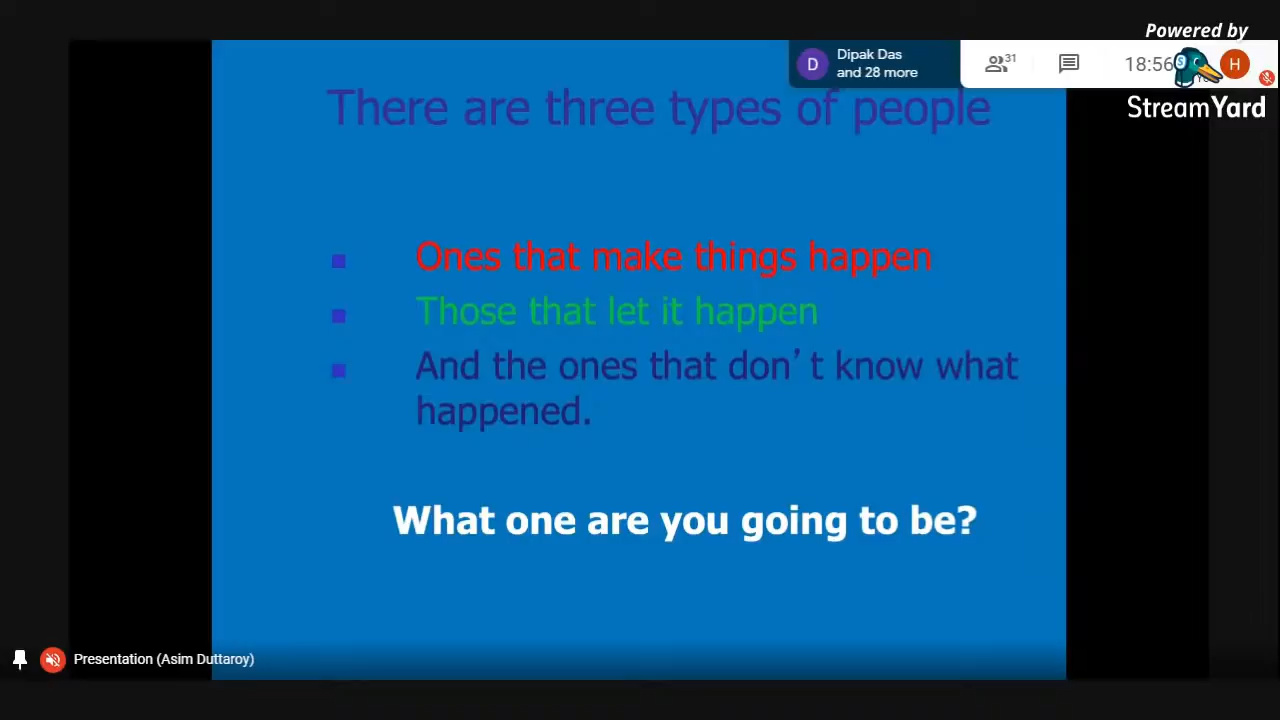 Powered by
Dipak Das
and 28 more
31
18:56
D
H
StreamYard
There are three types of people
Ones that make things happen
Those that let it happen
And the ones that don’t know what
happened.
What one are you going to be?
Presentation (Asim Duttaroy)